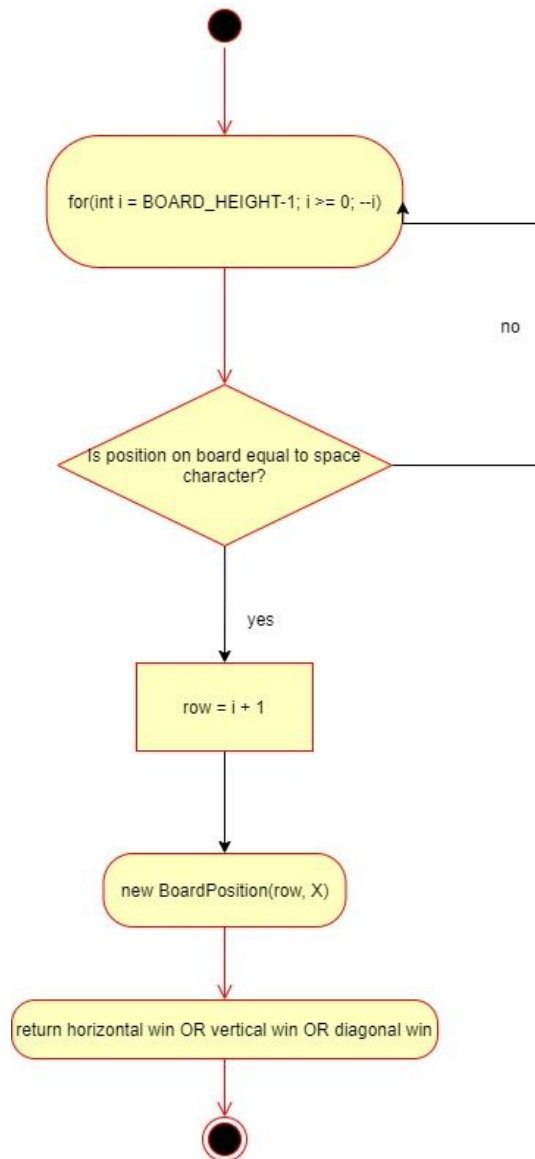 for(int i = BOARD_HEIGHT-1; i >= 0; --i)
no
Is position on board equal to space
character?
yes
row = i + 1
new BoardPosition(row, X)
return horizontal win OR vertical win OR diagonal win